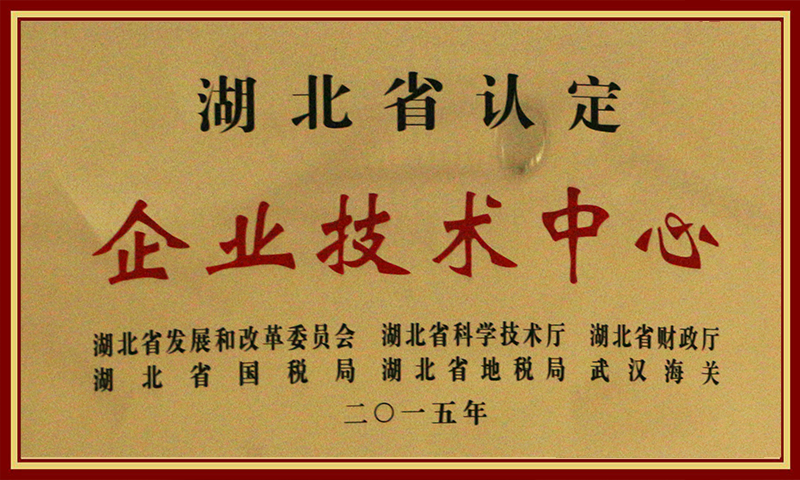 湖北省认定
企业技术中心
湖北省发展和改革委员会 湖北省科学技术厅 湖北省财政厅
湖北省国税局 湖北省地税局 武汉海关
二〇一五年